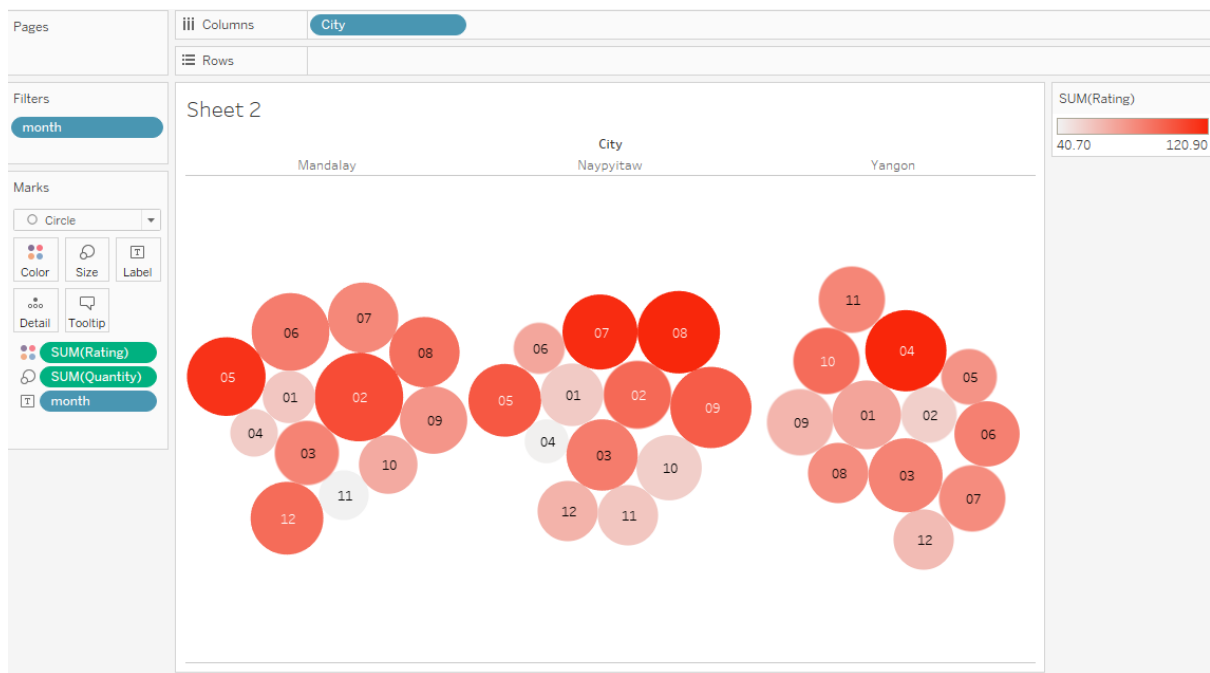 Pages
Columns
City
Rows
Filters
month
Marks
Circle
Color
Size
Label
Detail
Tooltip
SUM(Rating)
SUM(Quantity)
month
Sheet 2
City
Mandalay
Naypyitaw
Yangon
06
07
05
08
01
02
04
09
03
10
11
12
07
08
06
05
01
02
09
04
03
10
12
11
11
04
10
05
09
01
02
06
08
03
07
12
SUM(Rating)
40.70 120.90